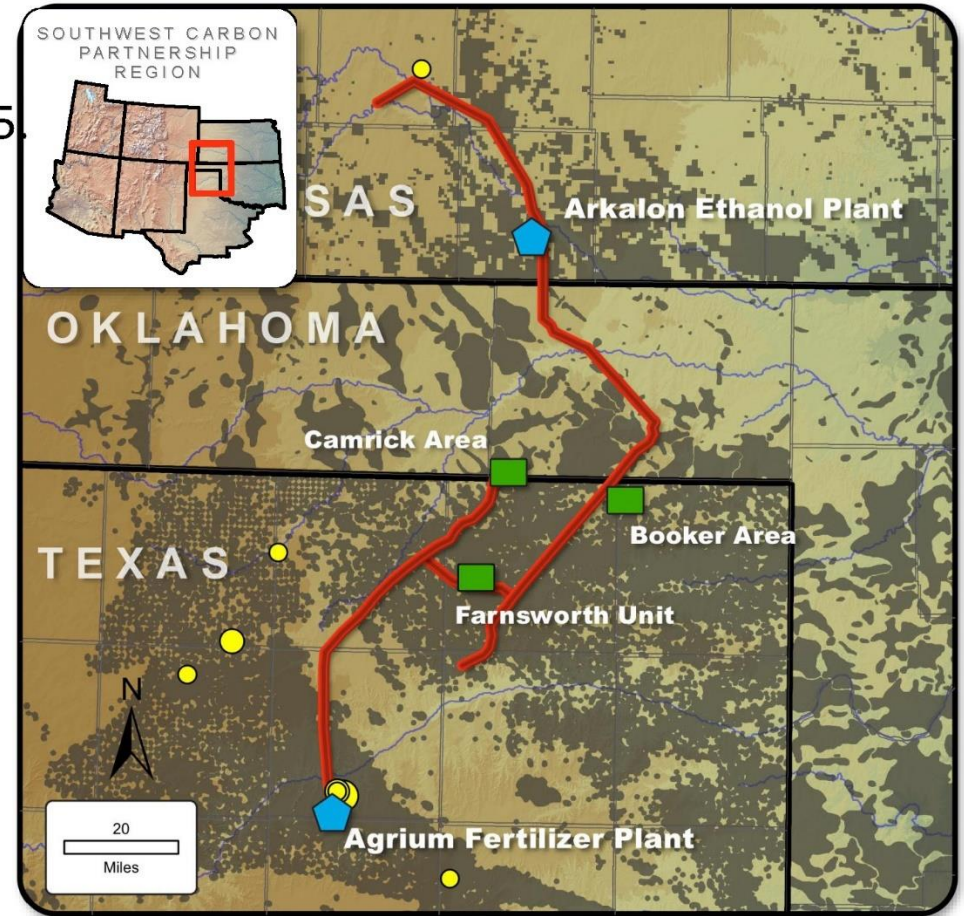 SOUTHWEST CARBON
PARTNERSHIP
REGION
5.
SAS
Arkalon Ethanol Plant
OKLAHOMA
Camrick Area
Booker Area
TEXAS
Farnsworth Unit
N
Agrium Fertilizer Plant
20
Miles